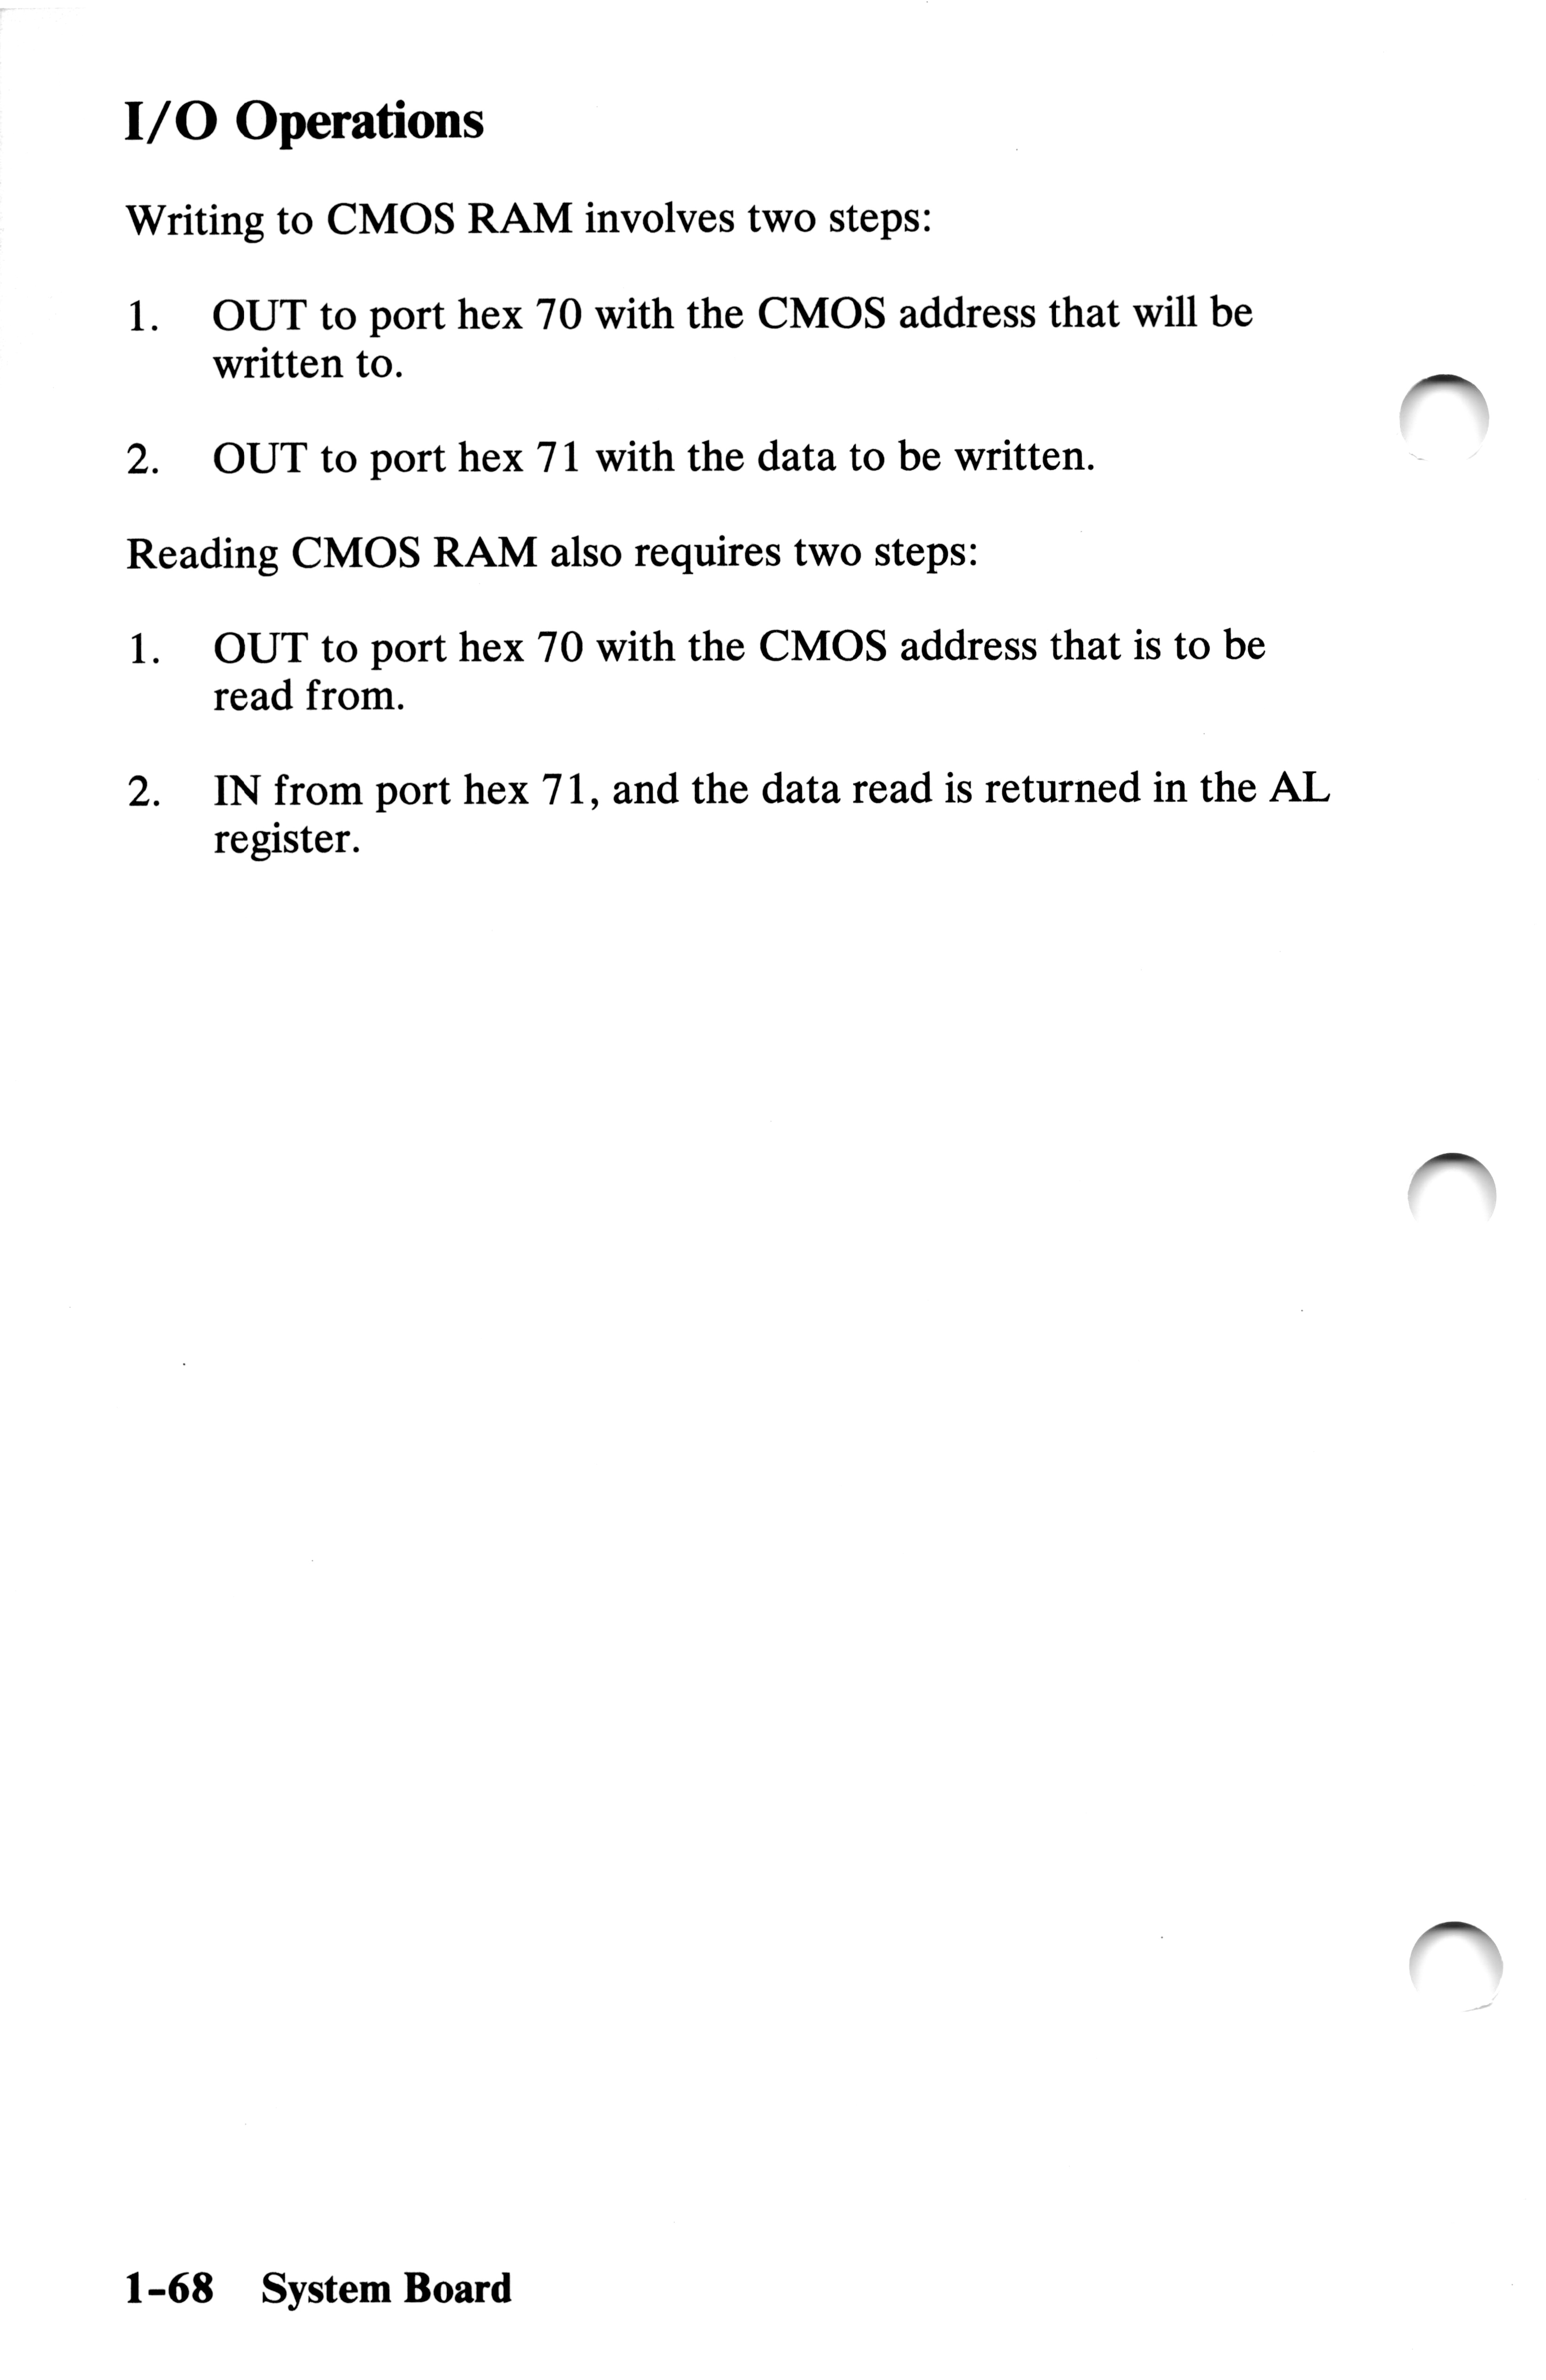 I/O Operations
Writing to CMOS RAM involves two steps:
1. OUT to port hex 70 with the CMOS address that will be
written to.
2. OUT to port hex 71 with the data to be written.
Reading CMOS RAM also requires two steps:
1. OUT to port hex 70 with the CMOS address that is to be
read from.
2. IN from port hex 71, and the data read is returned in the AL
register.
1-68 System Board